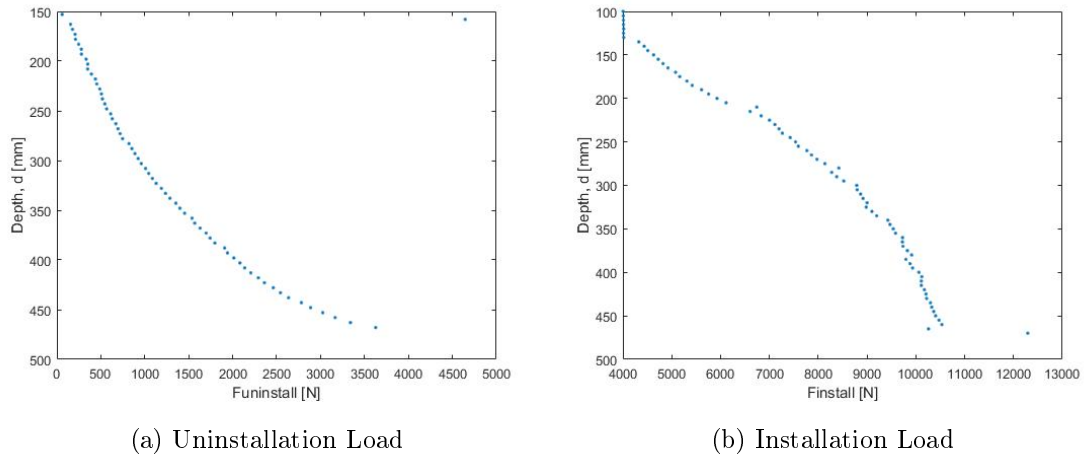 150
200
250
300
350
400
450
500
Depth, d [mm]
0 500 1000 1500 2000 2500 3000 3500 4000 4500 5000
Funinstall [N]
(a) Uninstallation Load
100
150
200
250
300
350
400
450
500
Depth, d [mm]
4000 5000 6000 7000 8000 9000 10000 11000 12000 13000
Finstall [N]
(b) Installation Load